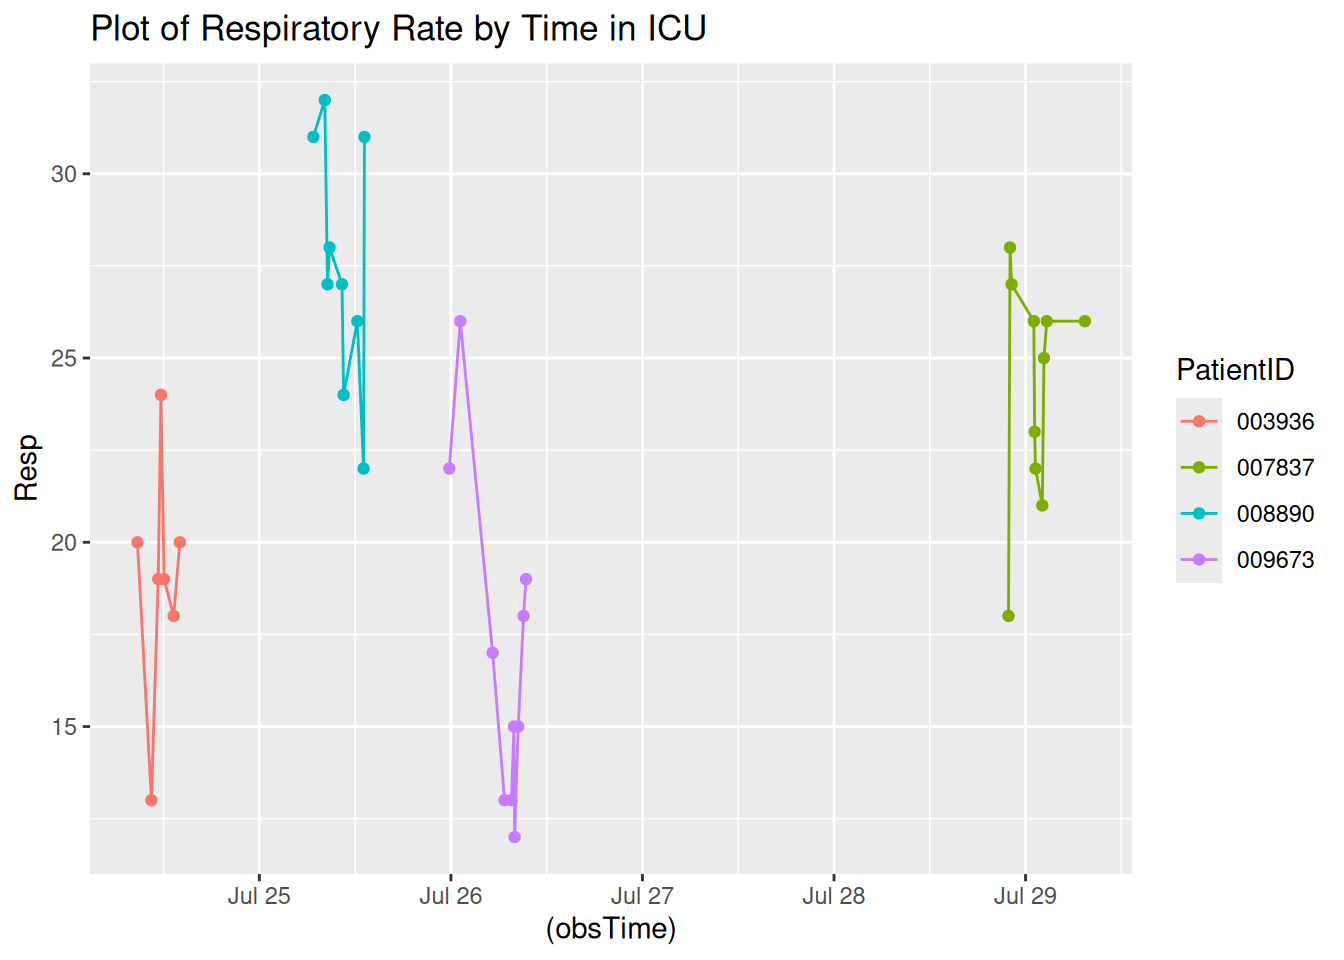 Plot of Respiratory Rate by Time in ICU
30
25
20
15
Resp
Jul 25 Jul 26 Jul 27 Jul 28 Jul 29
(obsTime)
PatientID
003936
007837
008890
009673